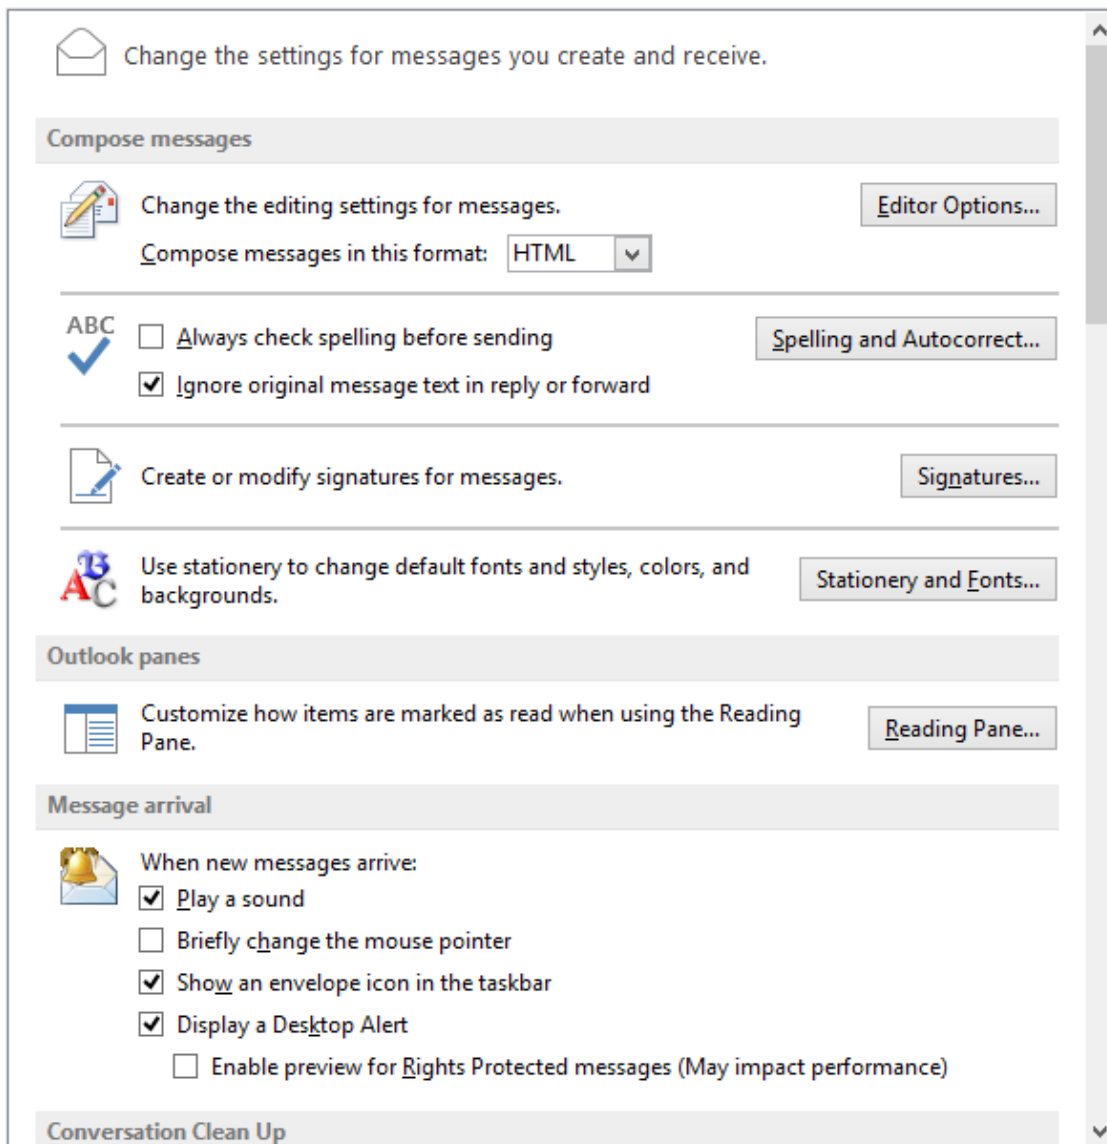 Change the settings for messages you create and receive.
Compose messages
Change the editing settings for messages.
Editor Options...
Compose messages in this format:
HTML
ABC
Always check spelling before sending
Spelling and Autocorrect...
Ignore original message text in reply or forward
Create or modify signatures for messages.
Signatures...
ABC
Use stationery to change default fonts and styles, colors, and
backgrounds.
Stationery and Fonts...
Outlook panes
Customize how items are marked as read when using the Reading
Pane.
Reading Pane...
Message arrival
When new messages arrive:
Play a sound
Briefly change the mouse pointer
Show an envelope icon in the taskbar
Display a Desktop Alert
Enable preview for Rights Protected messages (May impact performance)
Conversation Clean Up